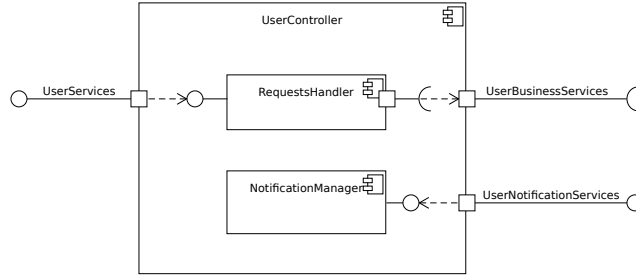 UserController
UserServices
RequestsHandler
UserBusinessServices
NotificationManager
UserNotificationServices